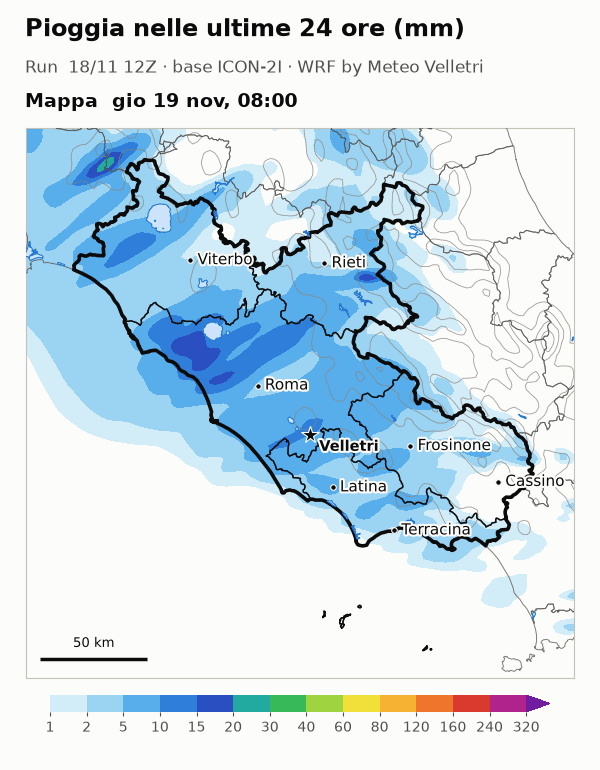 Pioggia nelle ultime 24 ore (mm)
Run  18/11 12Z · base ICON-2I · WRF by Meteo Velletri
Mappa  gio 19 nov, 08:00
Viterbo
Rieti
Roma
Velletri
Frosinone
Cassino
Latina
Terracina
50 km
1 2 5 10 15 20 30 40 60 80 120 160 240 320